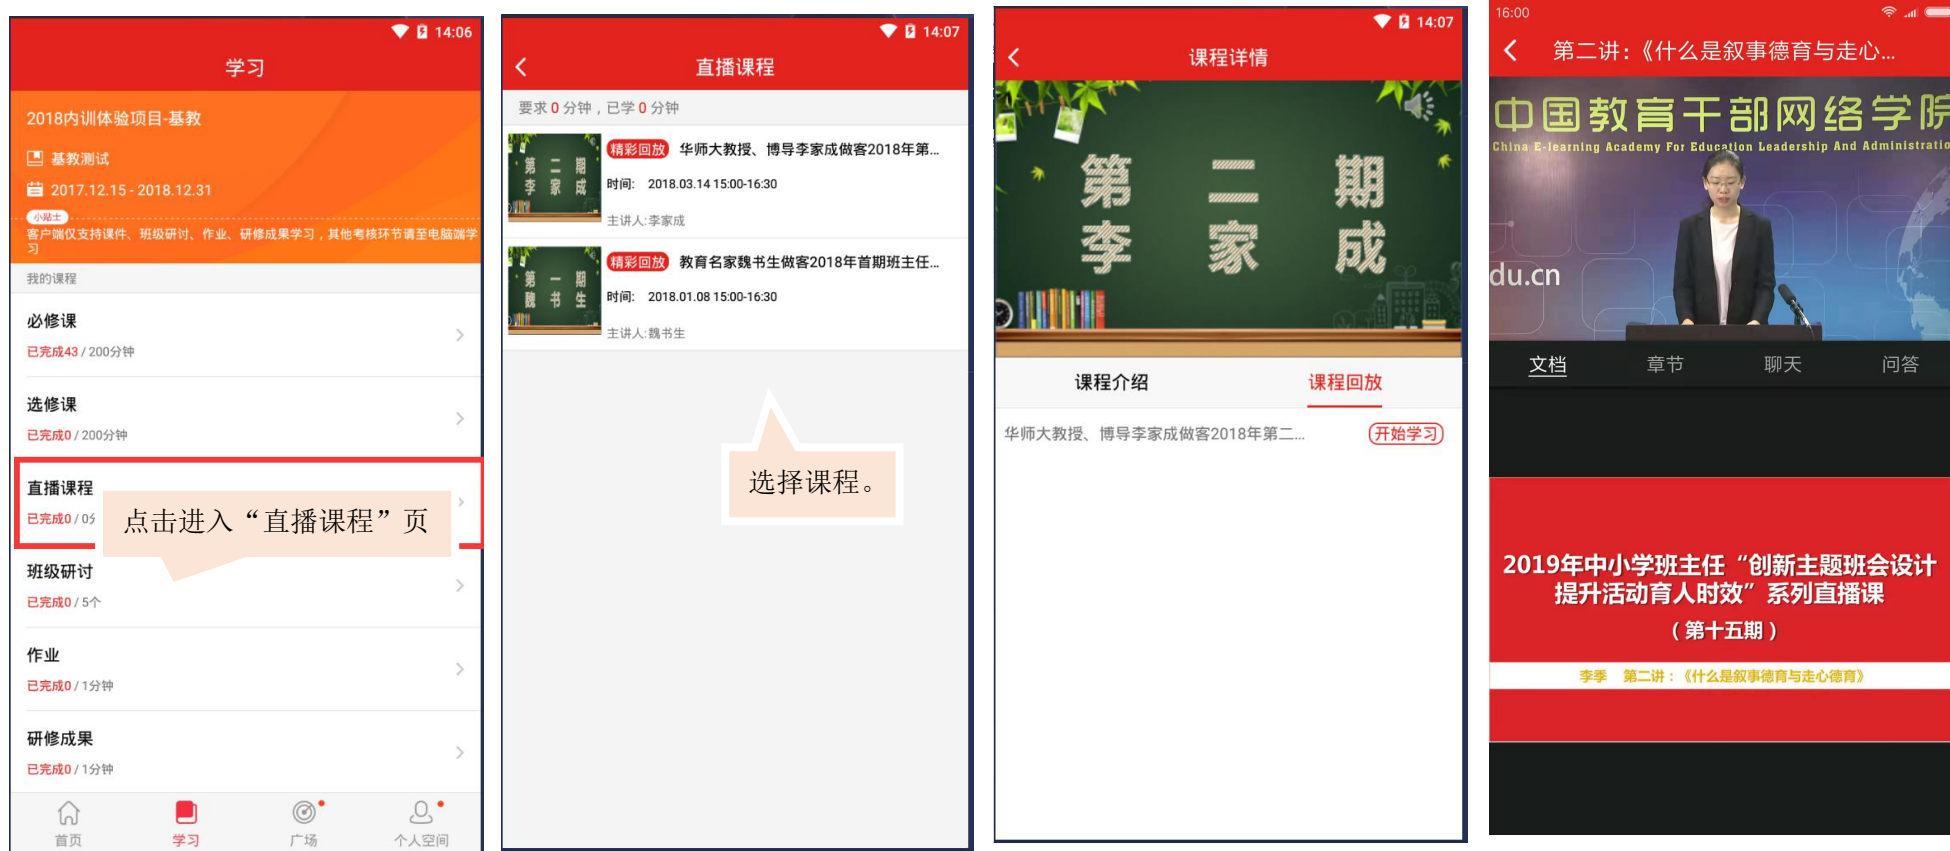 14:06
学习
2018内训体验项目-基教
基教测试
2017.12.15 - 2018.12.31
小贴士
客户端仅支持课件、班级研讨、作业、研修成果学习，其他考核环节请至电脑端学
习
我的课程
必修课
已完成43 / 200分钟
选修课
已完成0 / 200分钟
直播课程
已完成0 / 0
点击进入“直播课程”页
班级研讨
已完成0 / 5个
作业
已完成0 / 1分钟
研修成果
已完成0 / 1分钟
首页
学习
广场
个人空间
14:07
直播课程
要求 0 分钟，已学 0 分钟
第二期
李家成
精彩回放 华师大教授、博导李家成做客2018年第...
时间: 2018.03.14 15:00-16:30
主讲人:李家成
第一期
魏书生
精彩回放 教育名家魏书生做客2018年首期班主任...
时间: 2018.01.08 15:00-16:30
主讲人:魏书生
选择课程。
14:07
课程详情
第二期
李家成
课程介绍
课程回放
华师大教授、博导李家成做客2018年第二...
开始学习
16:00
第二讲：《什么是叙事德育与走心...
中国教育干部网络学院
China E-learning Academy For Education Leadership And Administratio
du.cn
文档
章节
聊天
问答
2019年中小学班主任“创新主题班会设计
提升活动育人时效”系列直播课
（第十五期）
李季 第二讲：《什么是叙事德育与走心德育》